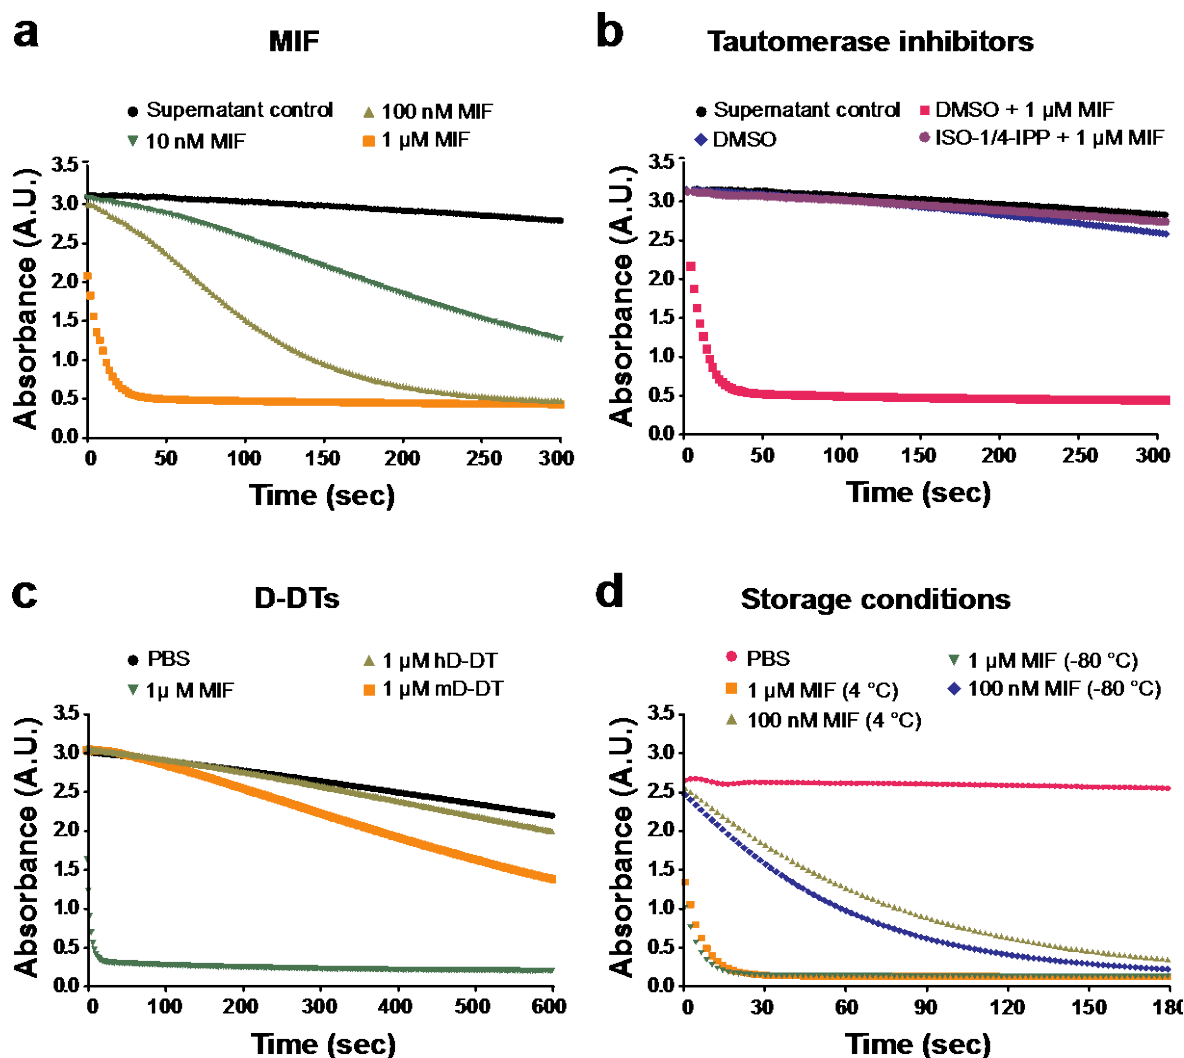 a
MIF
Supernatant control
100 nM MIF
10 nM MIF
1 µM MIF
Absorbance (A.U.)
3.5
3.0
2.5
2.0
1.5
1.0
0.5
0.0
0 50 100 150 200 250 300
Time (sec)
b
Tautomerase inhibitors
Supernatant control
DMSO + 1 µM MIF
DMSO
ISO-1/4-IPP + 1 µM MIF
Absorbance (A.U.)
3.5
3.0
2.5
2.0
1.5
1.0
0.5
0.0
0 50 100 150 200 250 300
Time (sec)
c
D-DTs
PBS
1 µM hD-DT
1µ M MIF
1 µM mD-DT
Absorbance (A.U.)
3.5
3.0
2.5
2.0
1.5
1.0
0.5
0.0
0 100 200 300 400 500 600
Time (sec)
d
Storage conditions
PBS
1 µM MIF (-80 °C)
1 µM MIF (4 °C)
100 nM MIF (-80 °C)
100 nM MIF (4 °C)
Absorbance (A.U.)
3.5
3.0
2.5
2.0
1.5
1.0
0.5
0.0
0 30 60 90 120 150 180
Time (sec)